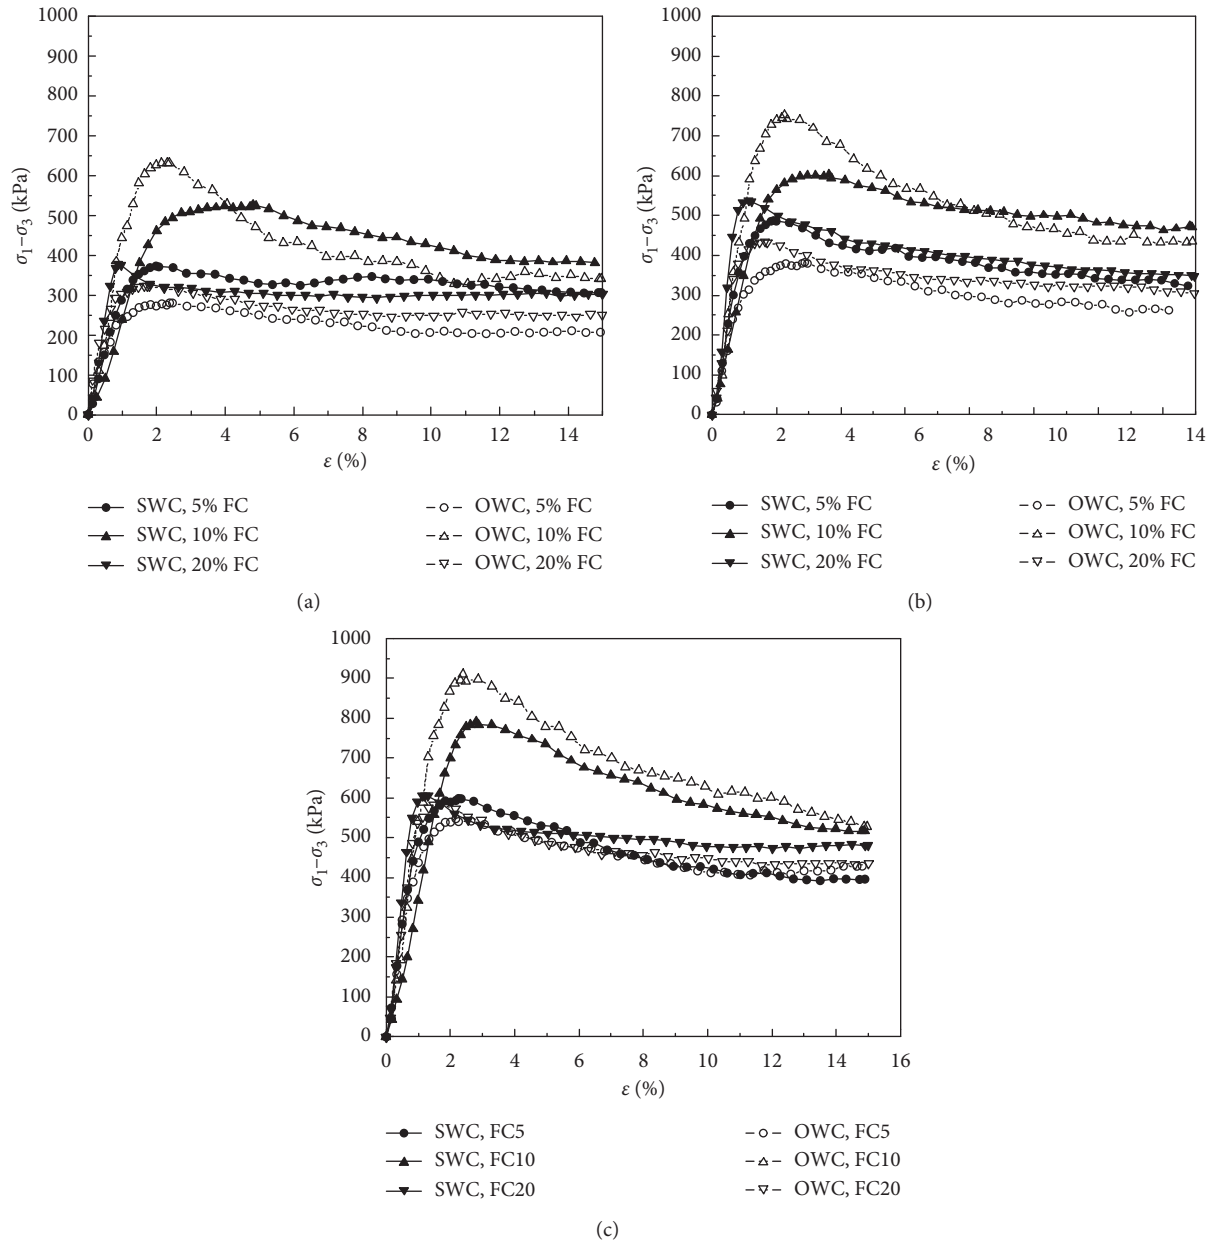 1000
900
800
700
600
500
400
300
200
100
0
σ1–σ3 (kPa)
0 2 4 6 8 10 12 14
ε (%)
SWC, 5% FC
SWC, 10% FC
SWC, 20% FC
OWC, 5% FC
OWC, 10% FC
OWC, 20% FC
(a)
1000
900
800
700
600
500
400
300
200
100
0
σ1–σ3 (kPa)
0 2 4 6 8 10 12 14
ε (%)
SWC, 5% FC
SWC, 10% FC
SWC, 20% FC
OWC, 5% FC
OWC, 10% FC
OWC, 20% FC
(b)
1000
900
800
700
600
500
400
300
200
100
0
σ1–σ3 (kPa)
0 2 4 6 8 10 12 14 16
ε (%)
SWC, FC5
SWC, FC10
SWC, FC20
OWC, FC5
OWC, FC10
OWC, FC20
(c)